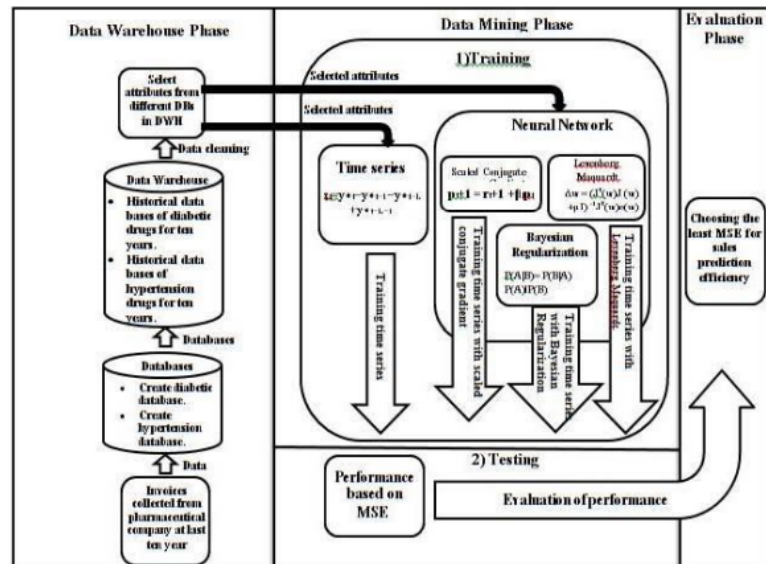 Data Warehouse Phase
Select
attributes from
different DBs
in DWH
Data cleaning
Data Warehouse
• Historical data
bases of diabetic
drugs for ten
years.
• Historical data
bases of
hypertension
drugs for ten
years.
Databases
Databases
• Create diabetic
database.
• Create
hypertension
database.
Data
Invoices
collected from
pharmaceutical
company at last
ten year
Data Mining Phase
1)Training
Selected attributes
Selected attributes
Time series
Training time series
Neural Network
Scaled Conjugate
Training time series with scaled
conjugate gradient
Bayesian
Regularization
P(A|B)= P(B|A)
P(A)|P(B)
Training time series
with Bayesian
Regularization
Levenberg
Maquardt.
Training time series with
Levenberg Maquardt.
2) Testing
Performance
based on
MSE
Evaluation of performance
Evaluation
Phase
Choosing the
least MSE for
sales
prediction
efficiency